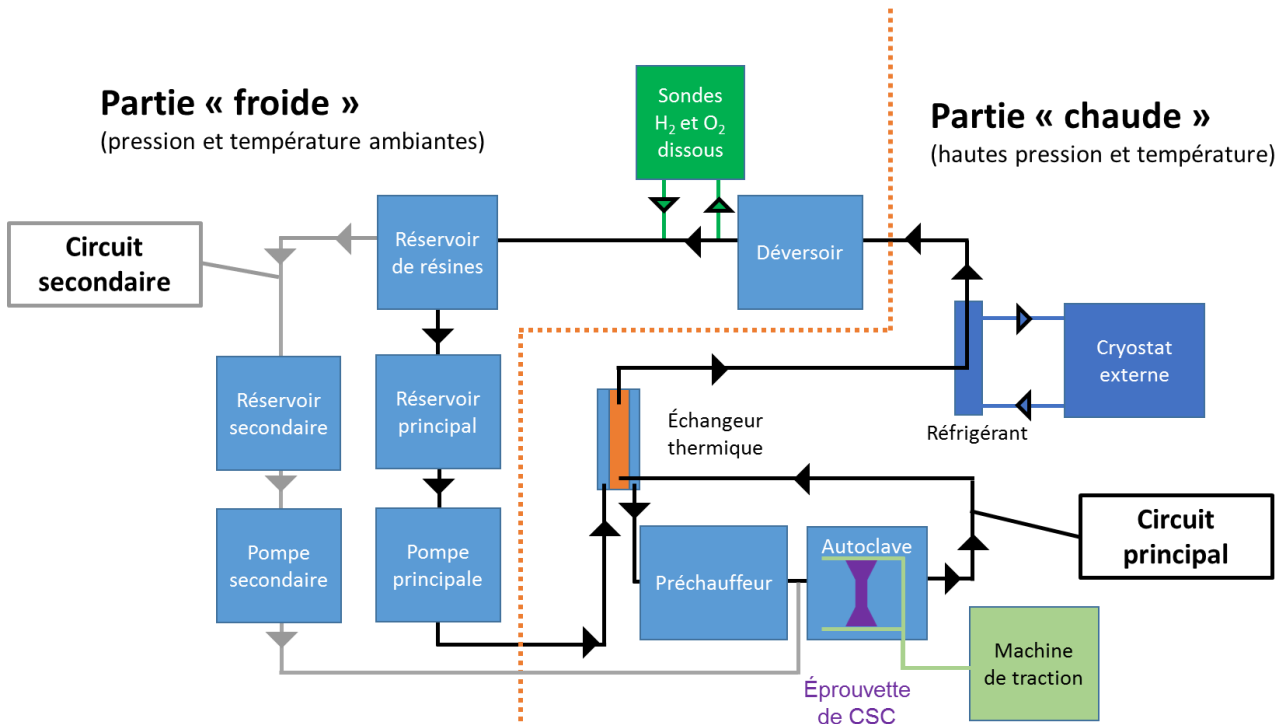 Partie « froide »
(pression et température ambiantes)
Sondes
H₂ et O₂
dissous
Partie « chaude »
(hautes pression et température)
Circuit
secondaire
Réservoir
de résines
Déversoir
Cryostat
externe
Réservoir
secondaire
Réservoir
principal
Échangeur
thermique
Réfrigérant
Pompe
secondaire
Pompe
principale
Préchauffeur
Autoclave
Circuit
principal
Machine
de traction
Éprouvette
de CSC